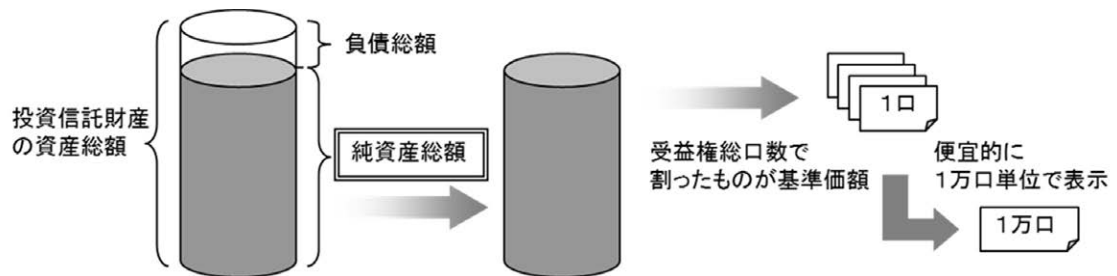 負債総額
投資信託財産
の資産総額
純資産総額
1口
受益権総口数で
割ったものが基準価額
便宜的に
1万口単位で表示
1万口